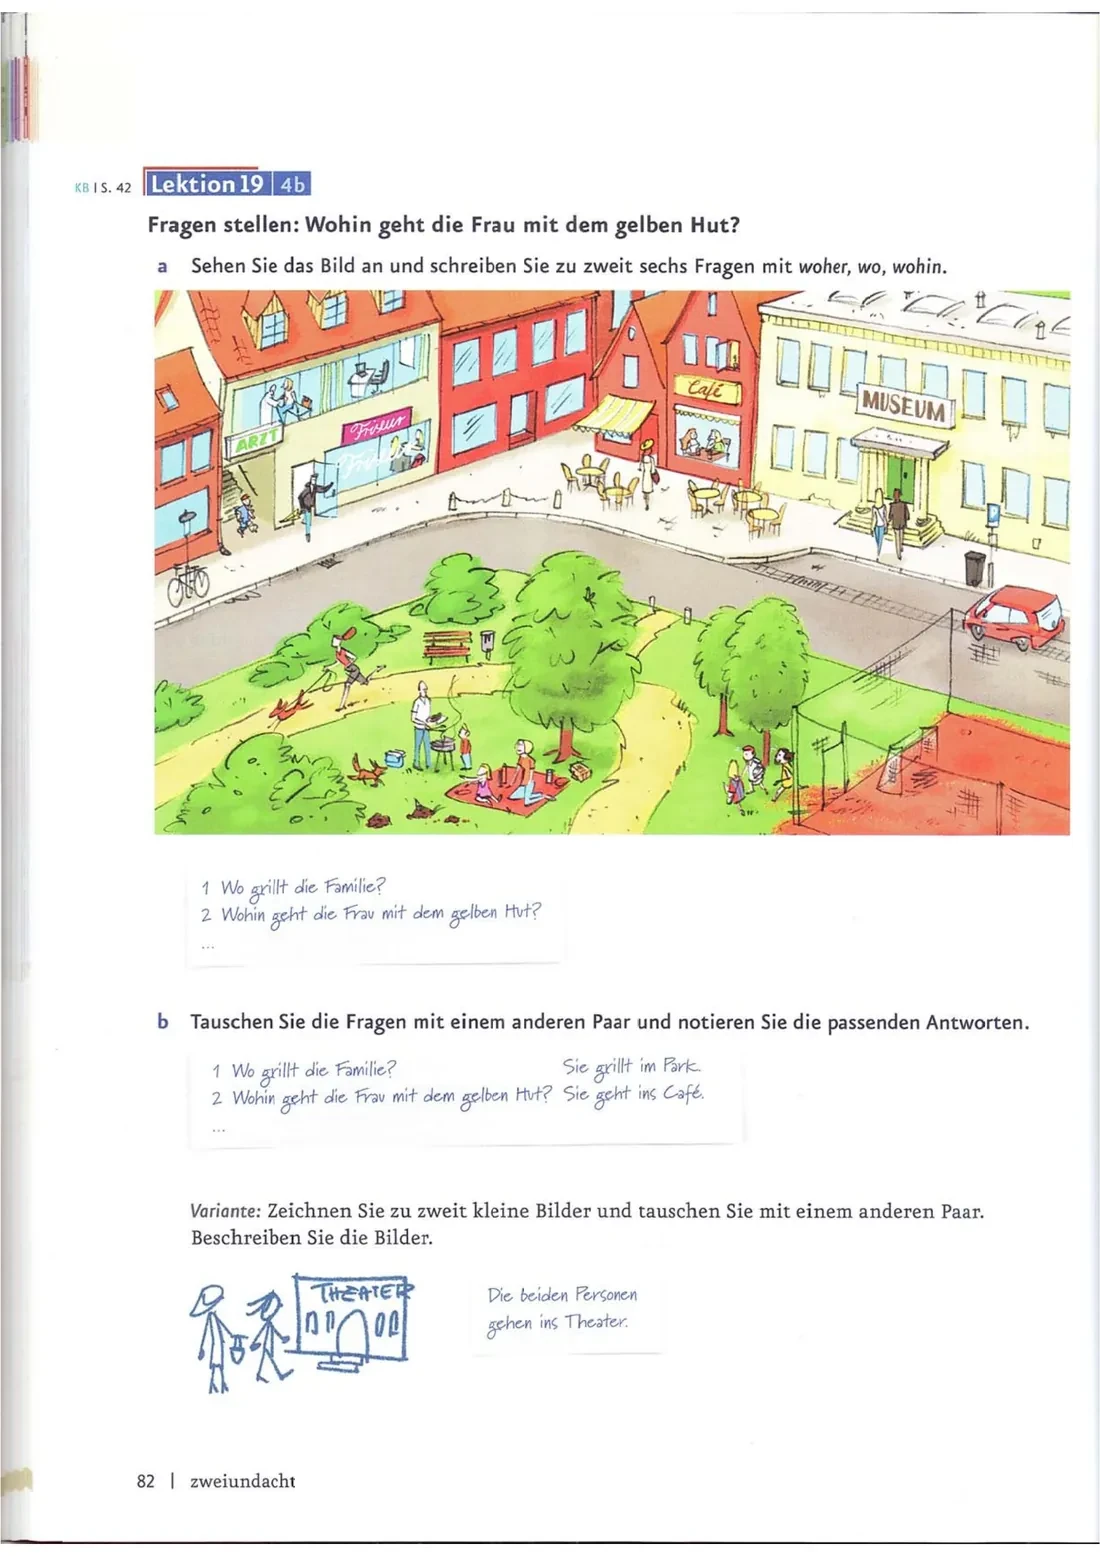 KB | S. 42 Lektion 19 4b
Fragen stellen: Wohin geht die Frau mit dem gelben Hut?
a Sehen Sie das Bild an und schreiben Sie zu zweit sechs Fragen mit woher, wo, wohin.
Café
MUSEUM
ARZT
Friseur
Friseur
1 Wo grillt die Familie?
2 Wohin geht die Frau mit dem gelben Hut?
...
b Tauschen Sie die Fragen mit einem anderen Paar und notieren Sie die passenden Antworten.
1 Wo grillt die Familie? Sie grillt im Park.
2 Wohin geht die Frau mit dem gelben Hut? Sie geht ins Café.
...
Variante: Zeichnen Sie zu zweit kleine Bilder und tauschen Sie mit einem anderen Paar.
Beschreiben Sie die Bilder.
THEATER
Die beiden Personen
gehen ins Theater.
82 | zweiundacht